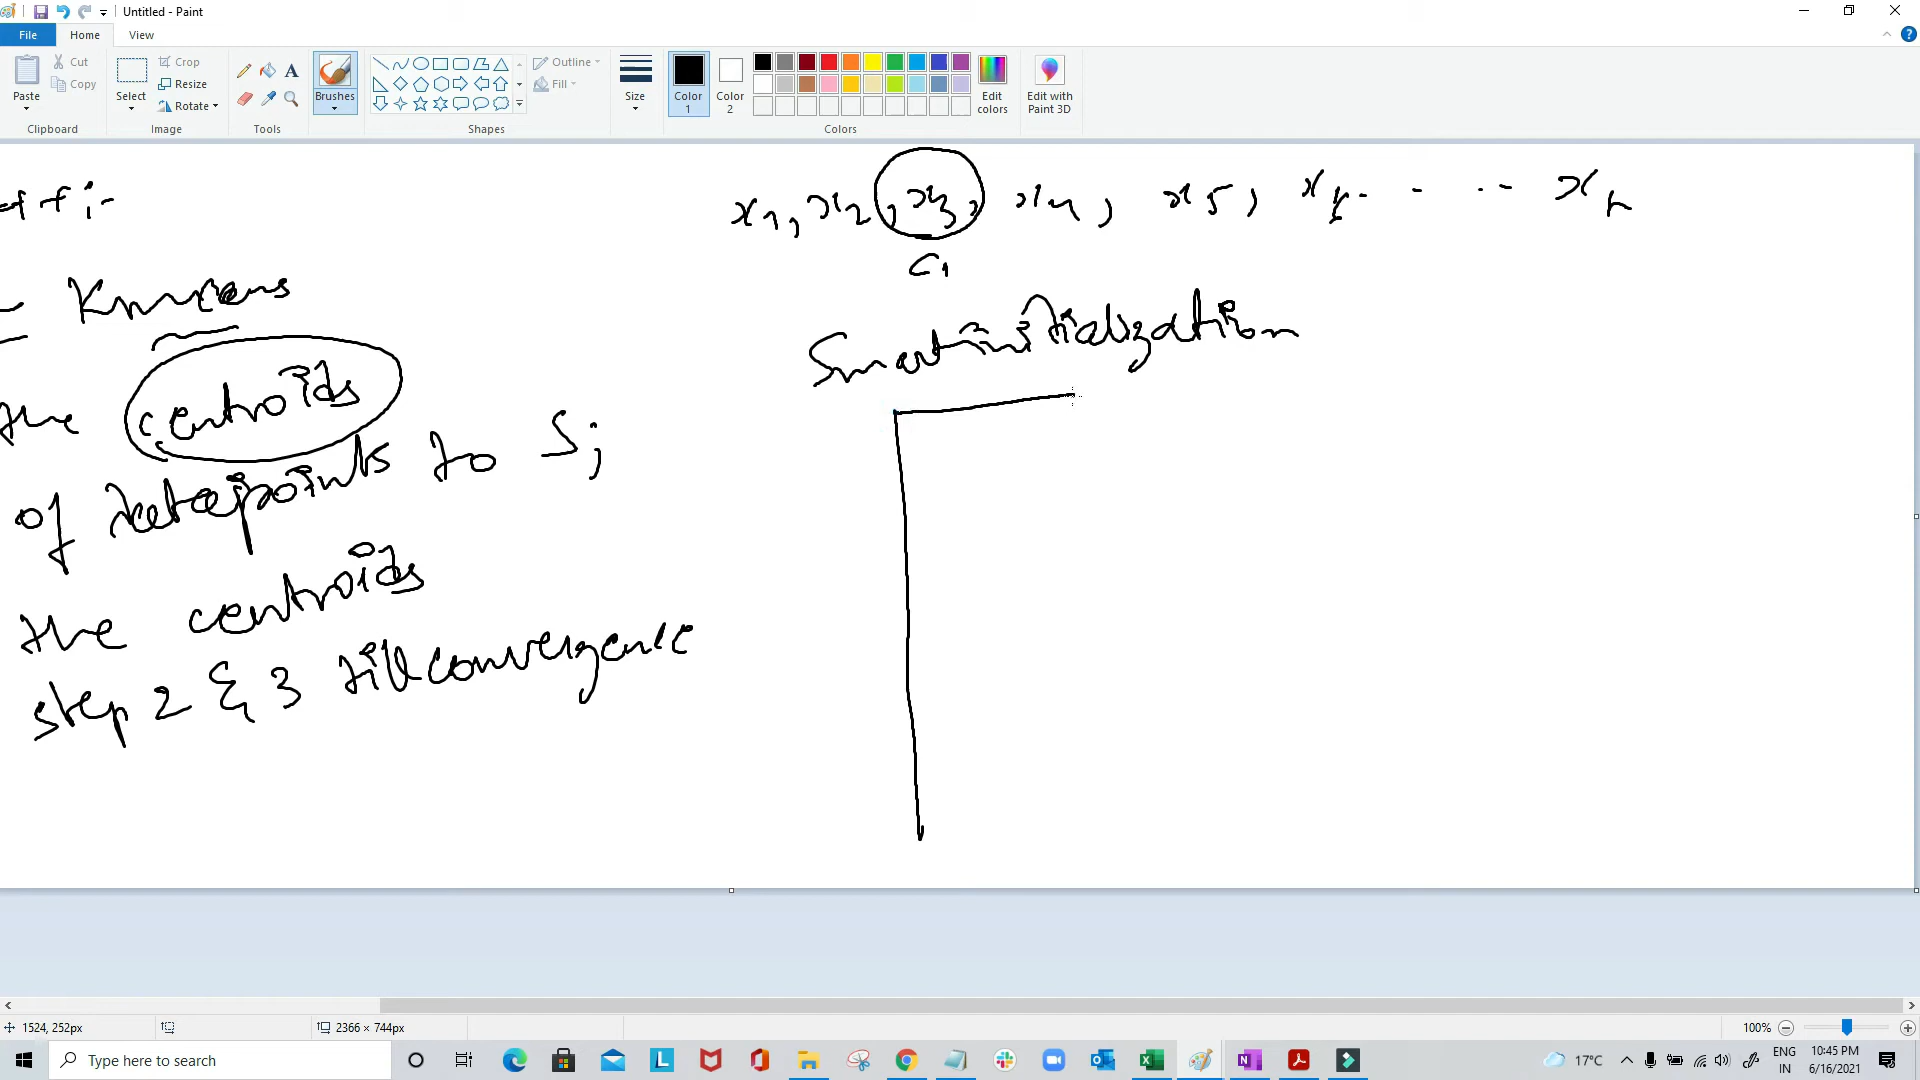 Untitled - Paint
File Home View
Paste Cut Copy Clipboard
Select Crop Resize Rotate Image
Tools
Brushes
Outline Fill Shapes
Size
Color 1 Color 2 Edit colors Colors
Edit with Paint 3D
x1, x2, x3, x4, x5, x
C1
Kmeans
Smart initialization
the centroids
of datapoints to Si
the centroids
step 2 & 3 till convergence
1524, 252px 2366 × 744px 100%
Type here to search 17°C ENG IN 10:45 PM 6/16/2021